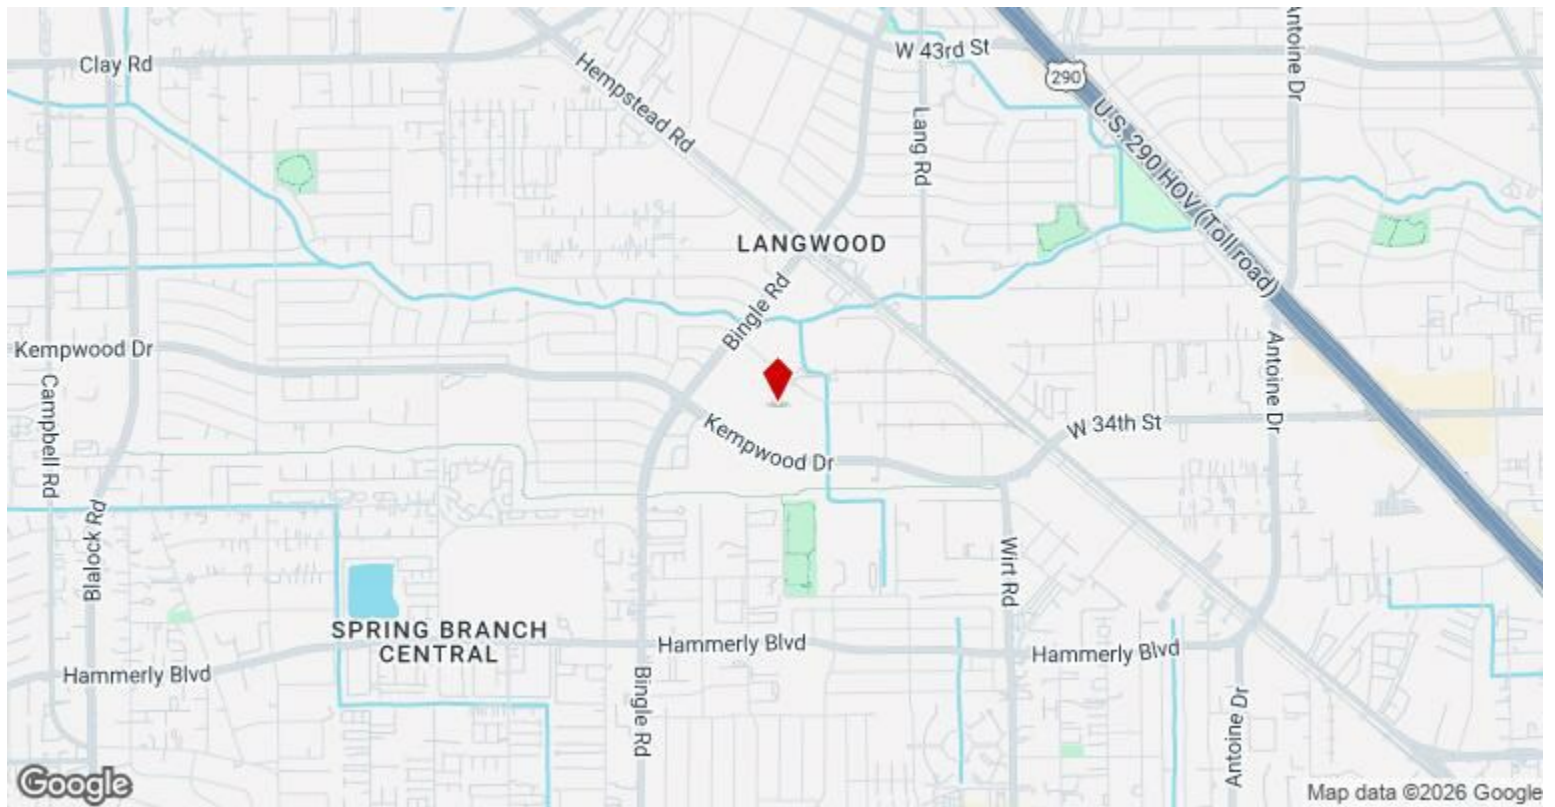 W 43rd St
Clay Rd
Hempstead Rd
290
Antoine Dr
Lang Rd
U.S. 290 HOV (Toll road)
LANGWOOD
Bingle Rd
Kempwood Dr
Campbell Rd
Antoine Dr
W 34th St
Kempwood Dr
Blalock Rd
Wirt Rd
SPRING BRANCH
CENTRAL
Hammerly Blvd
Hammerly Blvd
Hammerly Blvd
Bingle Rd
Antoine Dr
Google
Map data ©2026 Google